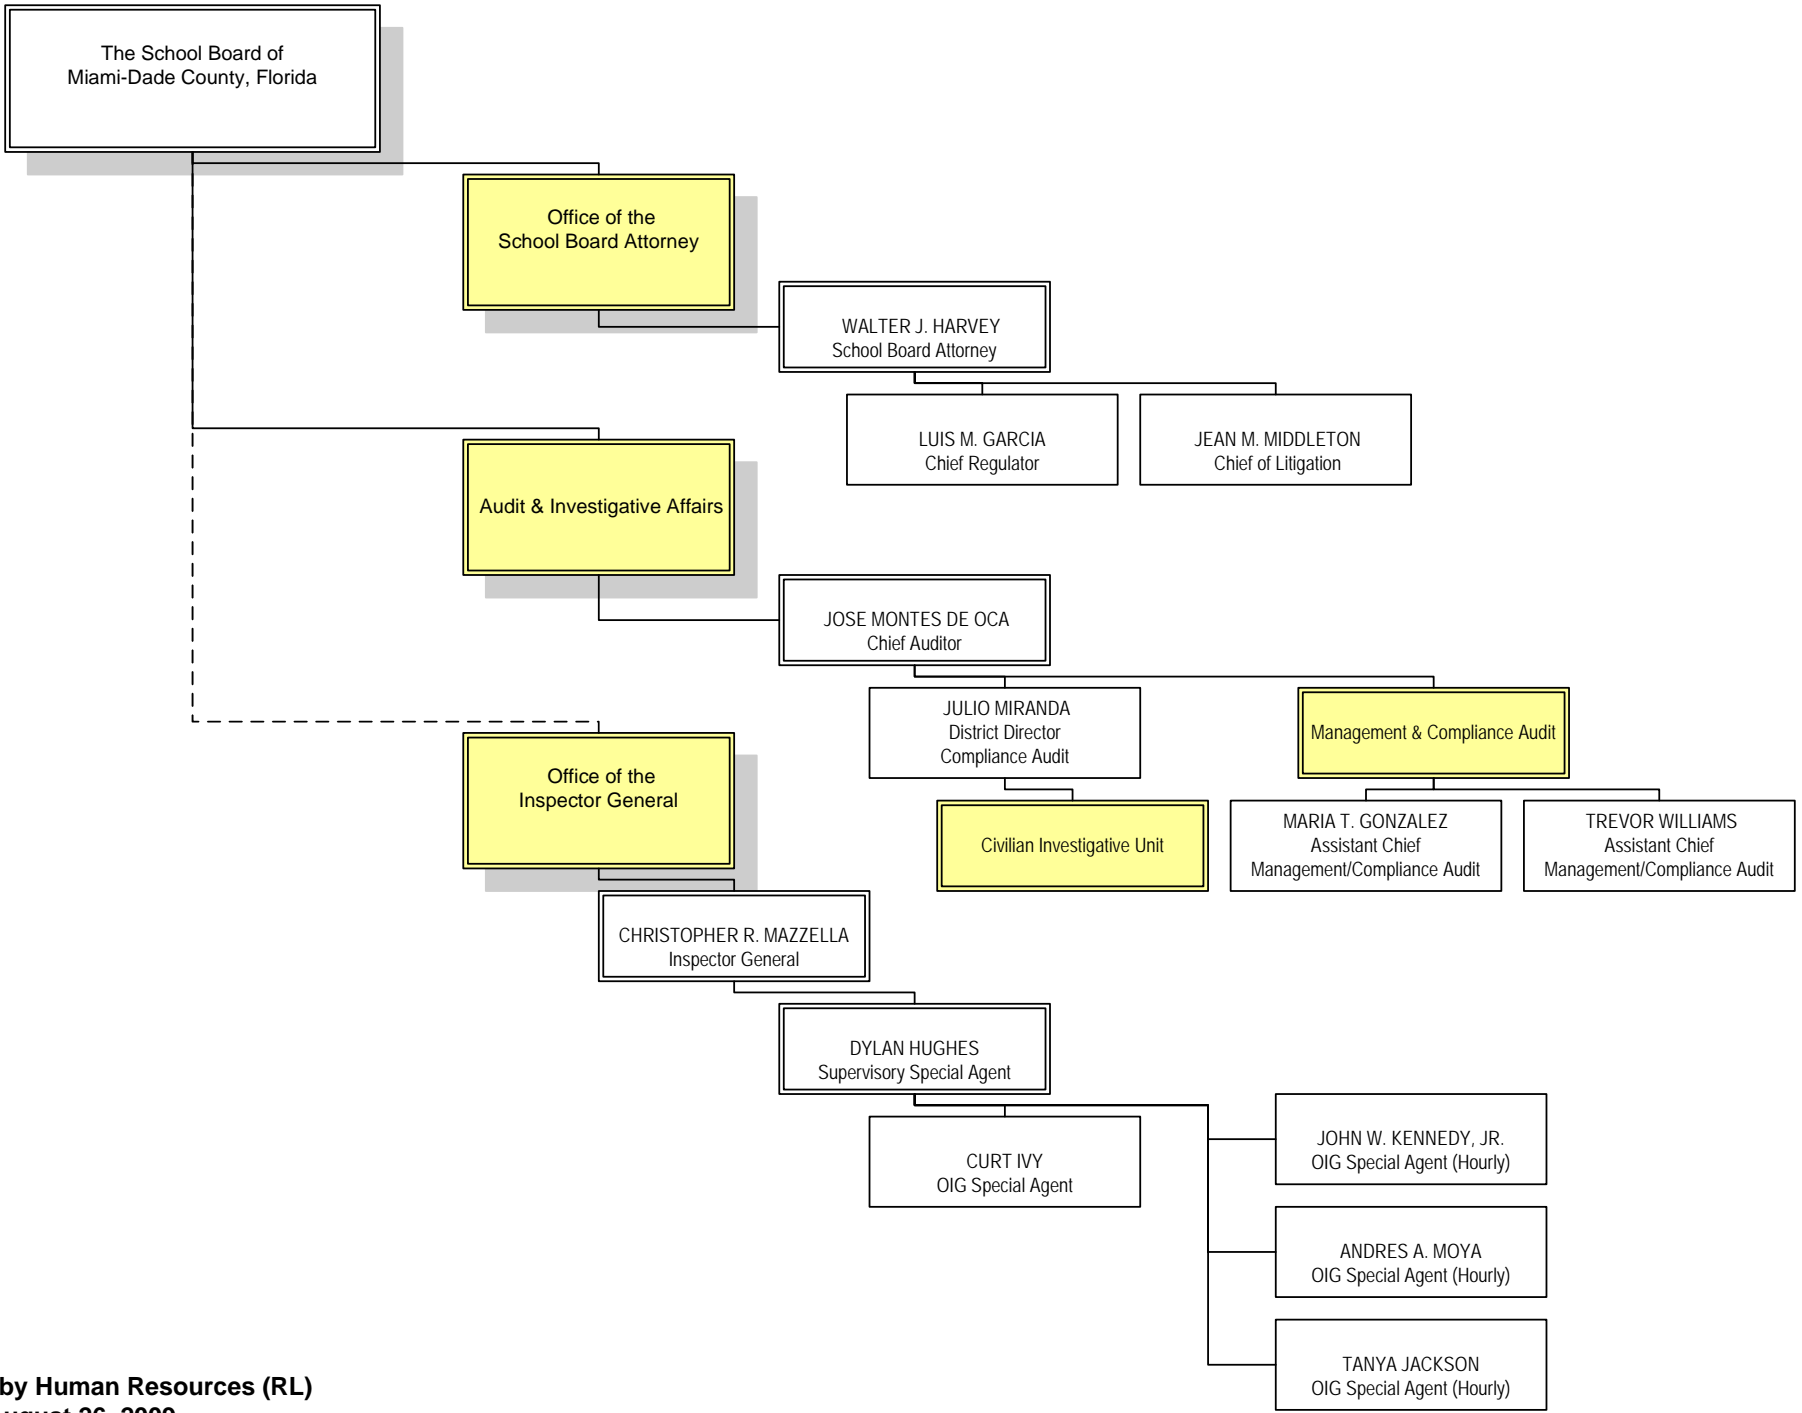 The School Board of
Miami-Dade County, Florida
Office of the
School Board Attorney
WALTER J. HARVEY
School Board Attorney
LUIS M. GARCIA
Chief Regulator
JEAN M. MIDDLETON
Chief of Litigation
Audit & Investigative Affairs
JOSE MONTES DE OCA
Chief Auditor
JULIO MIRANDA
District Director
Compliance Audit
Management & Compliance Audit
Civilian Investigative Unit
MARIA T. GONZALEZ
Assistant Chief
Management/Compliance Audit
TREVOR WILLIAMS
Assistant Chief
Management/Compliance Audit
Office of the
Inspector General
CHRISTOPHER R. MAZZELLA
Inspector General
DYLAN HUGHES
Supervisory Special Agent
CURT IVY
OIG Special Agent
JOHN W. KENNEDY, JR.
OIG Special Agent (Hourly)
ANDRES A. MOYA
OIG Special Agent (Hourly)
TANYA JACKSON
OIG Special Agent (Hourly)
by Human Resources (RL)